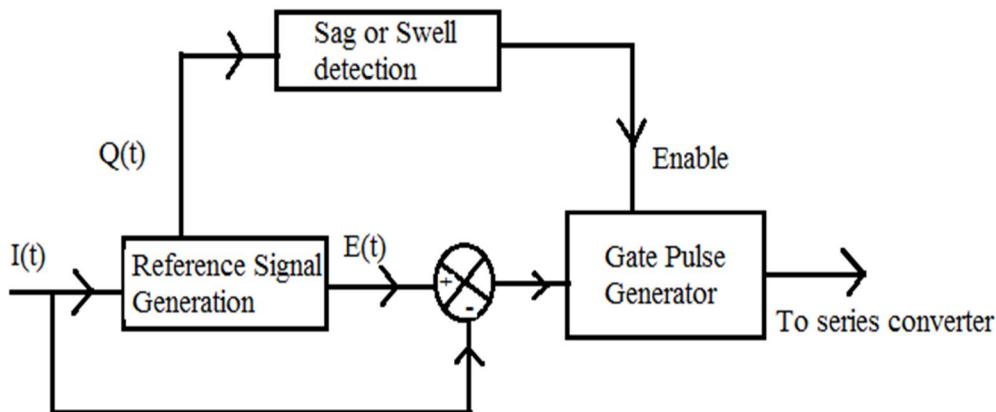 Sag or Swell
detection
Q(t)
Enable
I(t)
Reference Signal
Generation
E(t)
+
-
Gate Pulse
Generator
To series converter